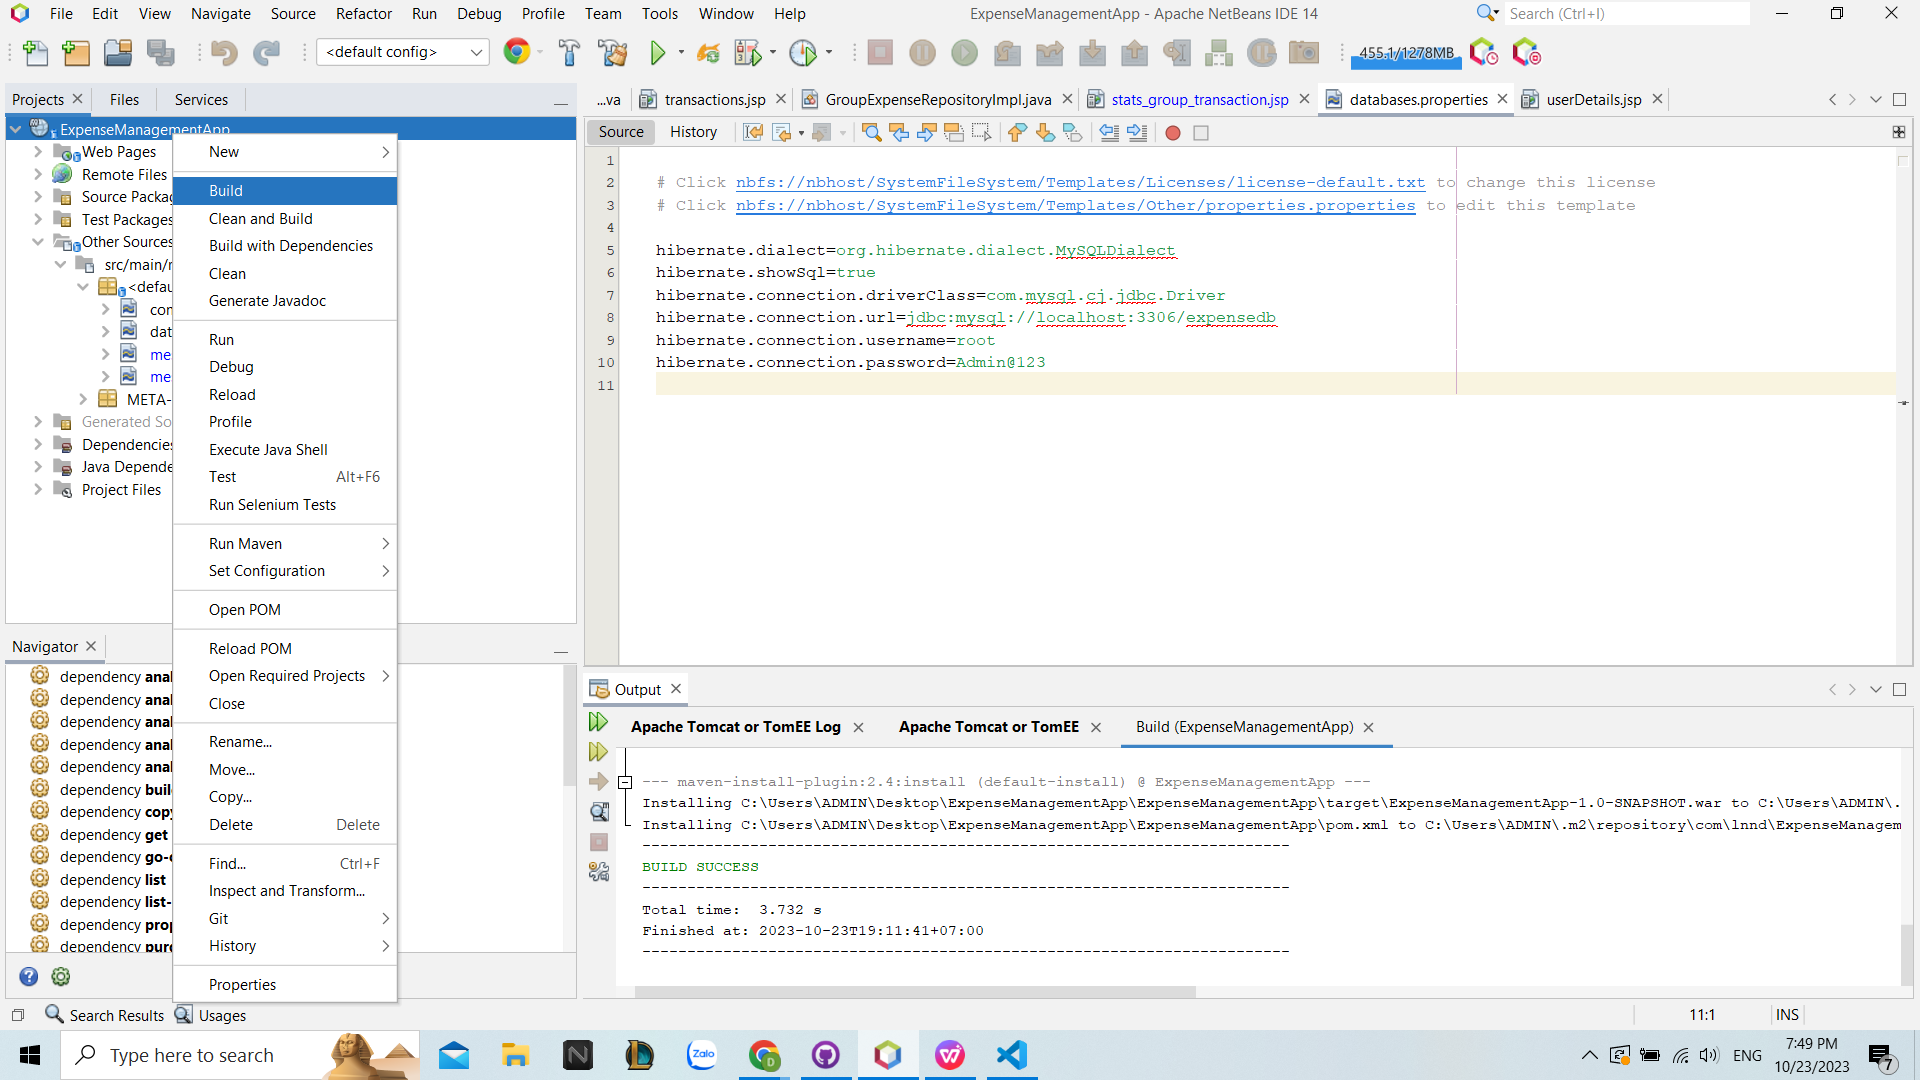 File Edit View Navigate Source Refactor Run Debug Profile Team Tools Window Help
ExpenseManagementApp - Apache NetBeans IDE 14
Search (Ctrl+I)
<default config>
455.1/1278MB
Projects Files Services
ExpenseManagementApp
Web Pages
Remote Files
Source Packag
Test Packages
Other Sources
src/main/r
<defau
con
dat
me
me
META-
Generated So
Dependencies
Java Depende
Project Files
New
Build
Clean and Build
Build with Dependencies
Clean
Generate Javadoc
Run
Debug
Reload
Profile
Execute Java Shell
Test Alt+F6
Run Selenium Tests
Run Maven
Set Configuration
Open POM
Reload POM
Open Required Projects
Close
Rename...
Move...
Copy...
Delete Delete
Find... Ctrl+F
Inspect and Transform...
Git
History
Properties
Navigator
dependency anal
dependency anal
dependency anal
dependency anal
dependency anal
dependency buil
dependency copy
dependency get
dependency go-o
dependency list
dependency list-
dependency prop
dependency purg
...va transactions.jsp GroupExpenseRepositoryImpl.java stats_group_transaction.jsp databases.properties userDetails.jsp
Source History
1
2 # Click nbfs://nbhost/SystemFileSystem/Templates/Licenses/license-default.txt to change this license
3 # Click nbfs://nbhost/SystemFileSystem/Templates/Other/properties.properties to edit this template
4
5 hibernate.dialect=org.hibernate.dialect.MySQLDialect
6 hibernate.showSql=true
7 hibernate.connection.driverClass=com.mysql.cj.jdbc.Driver
8 hibernate.connection.url=jdbc:mysql://localhost:3306/expensedb
9 hibernate.connection.username=root
10 hibernate.connection.password=Admin@123
11
Output
Apache Tomcat or TomEE Log Apache Tomcat or TomEE Build (ExpenseManagementApp)
--- maven-install-plugin:2.4:install (default-install) @ ExpenseManagementApp ---
Installing C:\Users\ADMIN\Desktop\ExpenseManagementApp\ExpenseManagementApp\target\ExpenseManagementApp-1.0-SNAPSHOT.war to C:\Users\ADMIN\.
Installing C:\Users\ADMIN\Desktop\ExpenseManagementApp\ExpenseManagementApp\pom.xml to C:\Users\ADMIN\.m2\repository\com\lnnd\ExpenseManagem
------------------------------------------------------------------------
BUILD SUCCESS
------------------------------------------------------------------------
Total time: 3.732 s
Finished at: 2023-10-23T19:11:41+07:00
------------------------------------------------------------------------
Search Results Usages
11:1 INS
Type here to search
Zalo
D
ENG
7:49 PM
10/23/2023
7